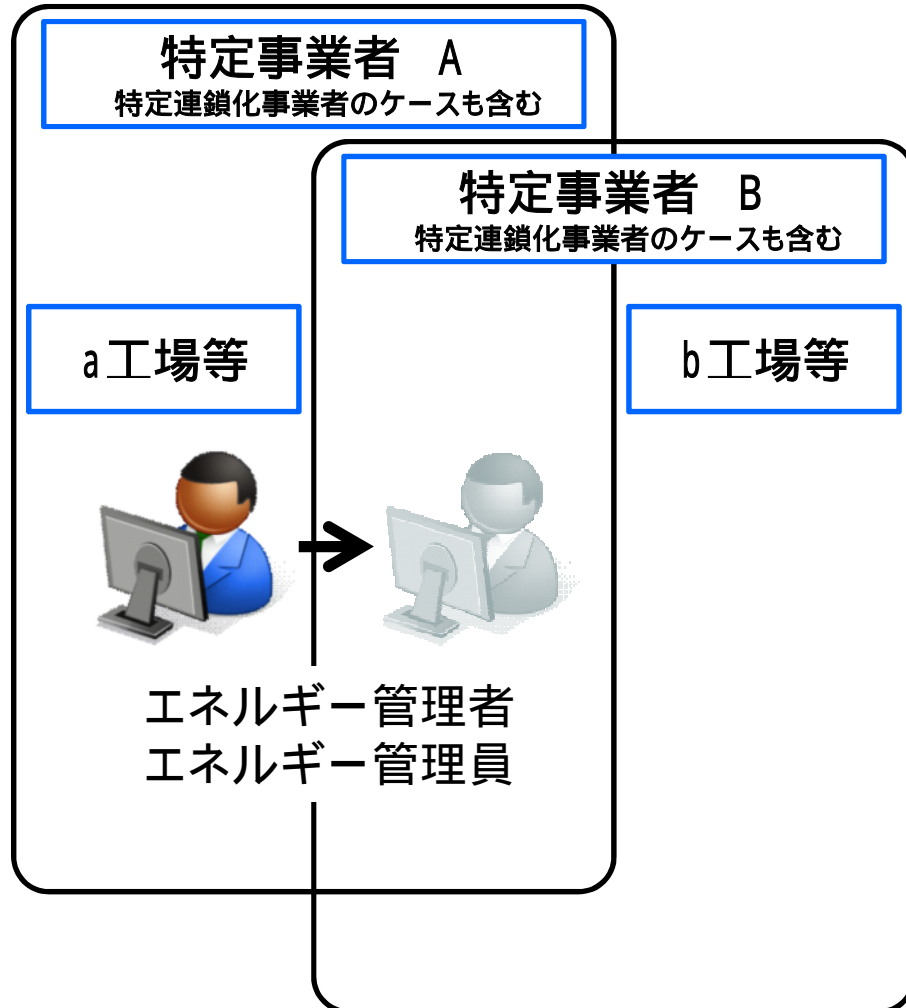 特定事業者　A
特定連鎖化事業者のケースも含む
特定事業者　B
特定連鎖化事業者のケースも含む
a工場等
b工場等
エネルギー管理者
エネルギー管理員